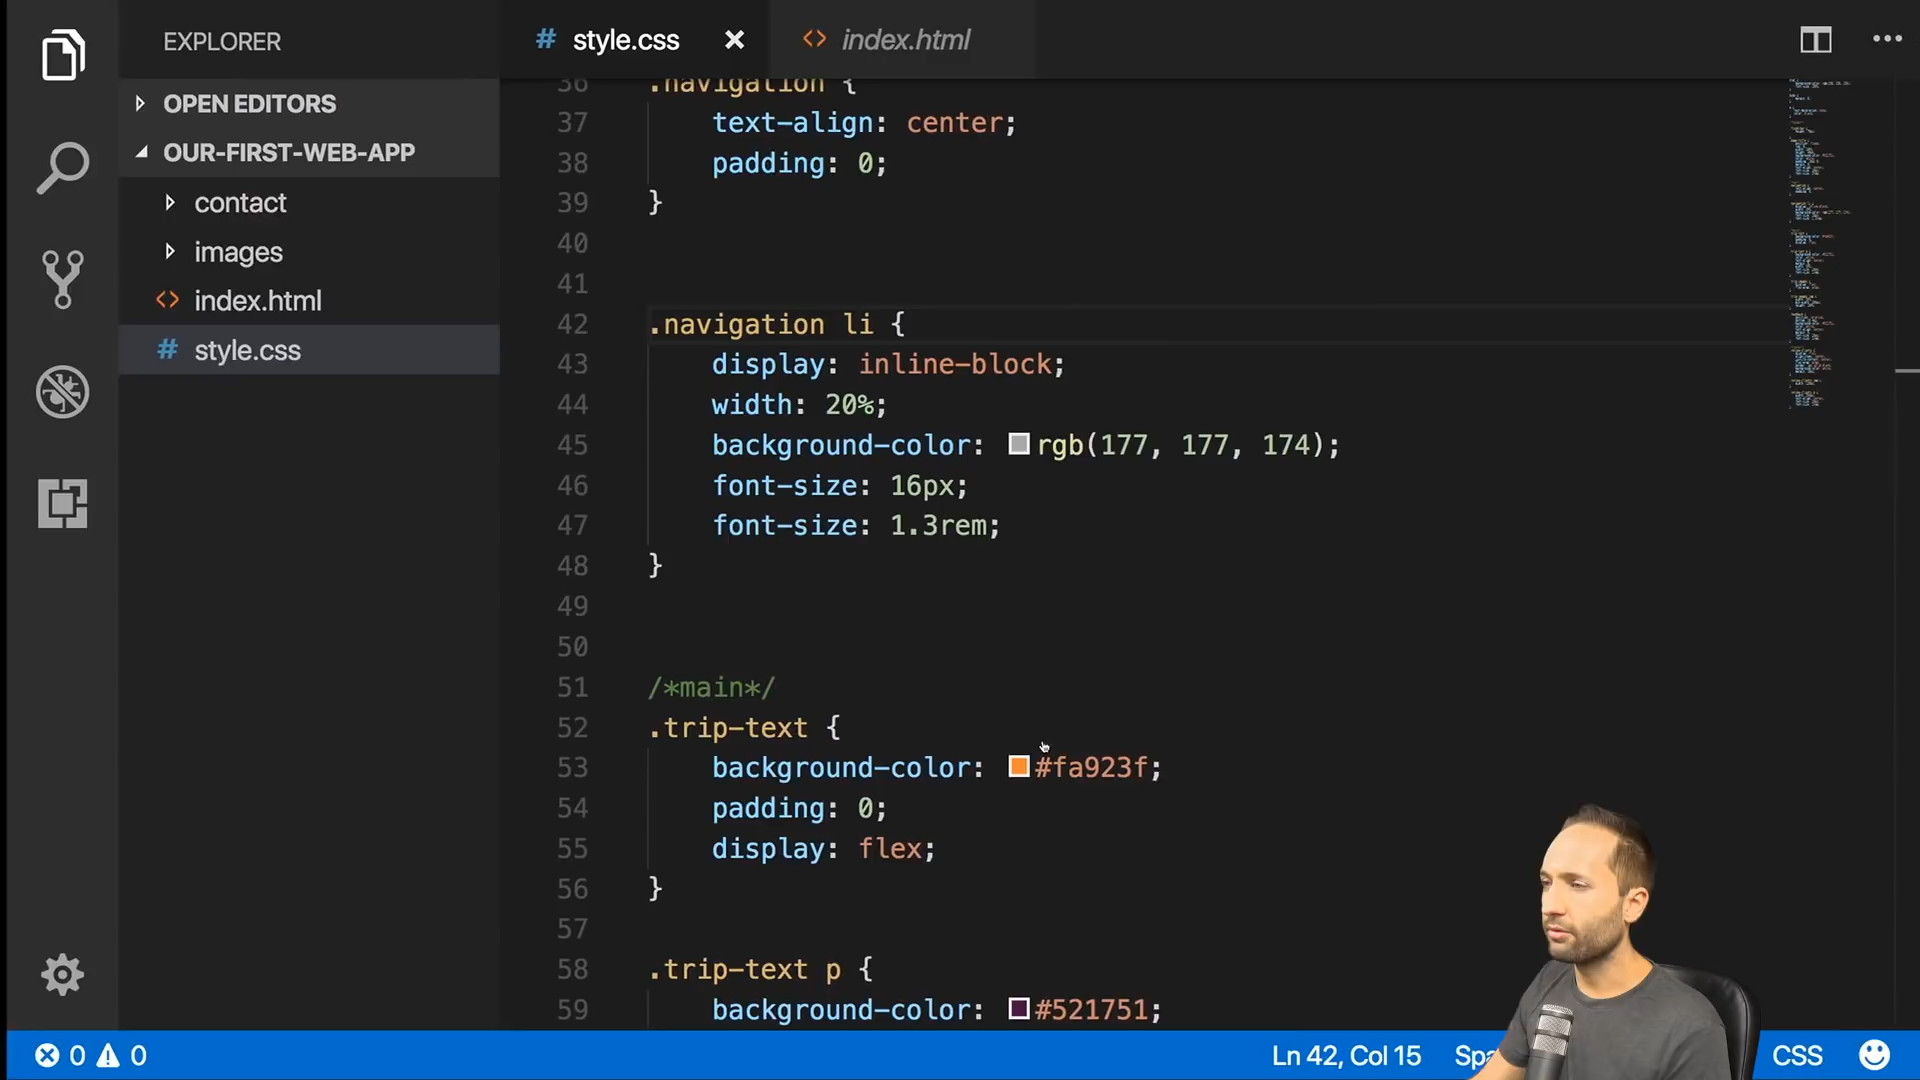 EXPLORER
OPEN EDITORS
OUR-FIRST-WEB-APP
contact
images
<> index.html
# style.css
# style.css
<> index.html
36 .navigation {
37 text-align: center;
38 padding: 0;
39 }
40
41
42 .navigation li {
43 display: inline-block;
44 width: 20%;
45 background-color: rgb(177, 177, 174);
46 font-size: 16px;
47 font-size: 1.3rem;
48 }
49
50
51 /*main*/
52 .trip-text {
53 background-color: #fa923f;
54 padding: 0;
55 display: flex;
56 }
57
58 .trip-text p {
59 background-color: #521751;
0 0
Ln 42, Col 15
CSS